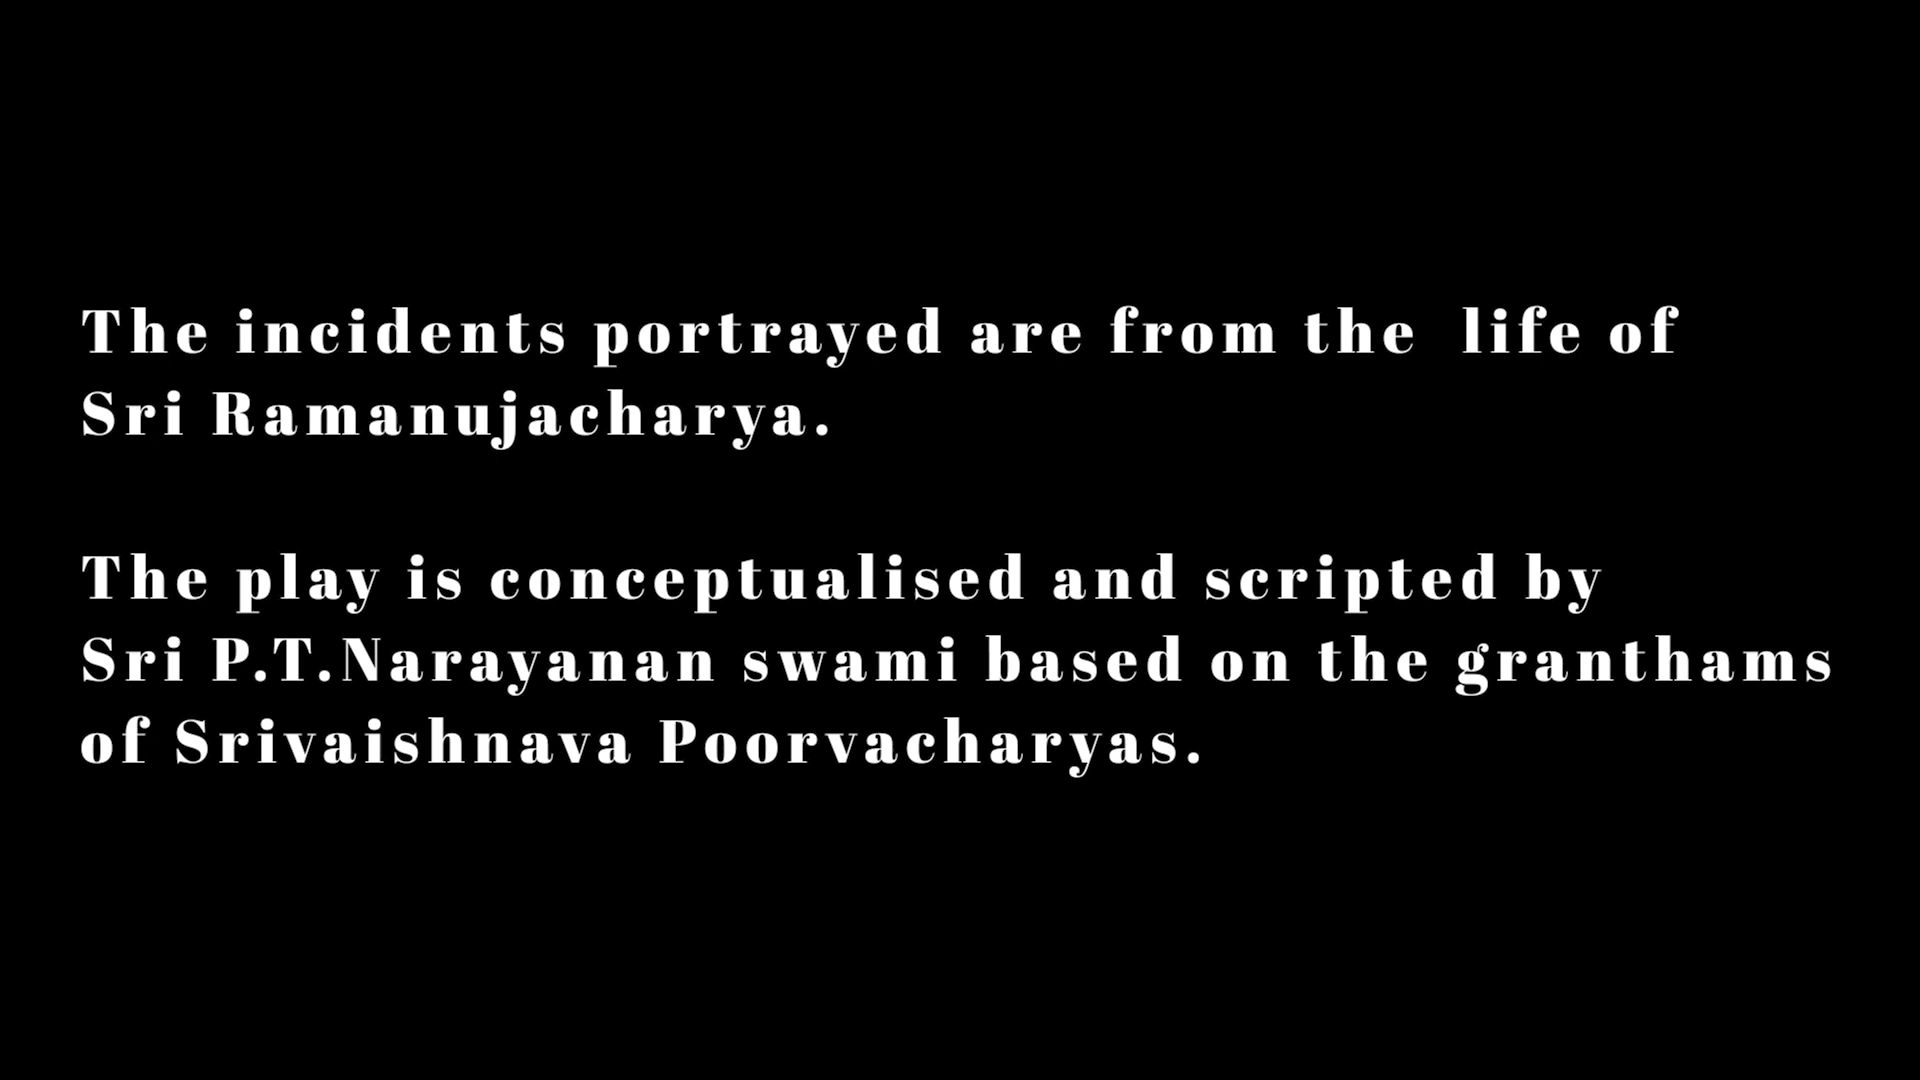 The incidents portrayed are from the life of
Sri Ramanujacharya.
The play is conceptualised and scripted by
Sri P.T.Narayanan swami based on the granthams
of Srivaishnava Poorvacharyas.